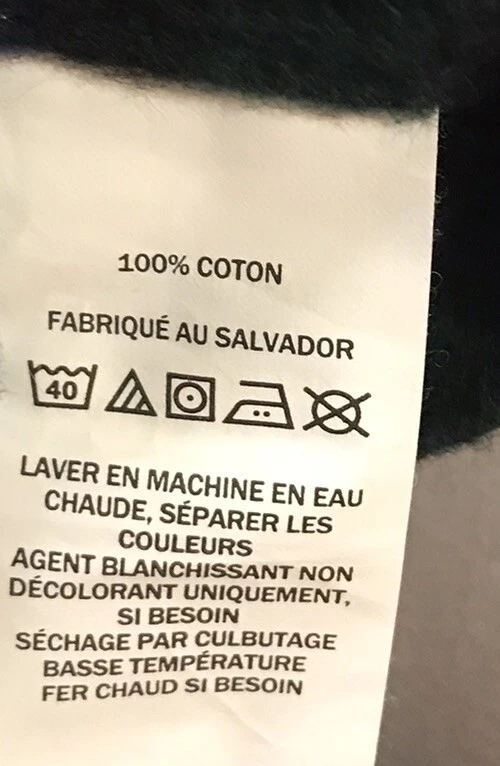 100% COTON
FABRIQUÉ AU SALVADOR
40
LAVER EN MACHINE EN EAU
CHAUDE, SÉPARER LES
COULEURS
AGENT BLANCHISSANT NON
DÉCOLORANT UNIQUEMENT,
SI BESOIN
SÉCHAGE PAR CULBUTAGE
BASSE TEMPÉRATURE
FER CHAUD SI BESOIN